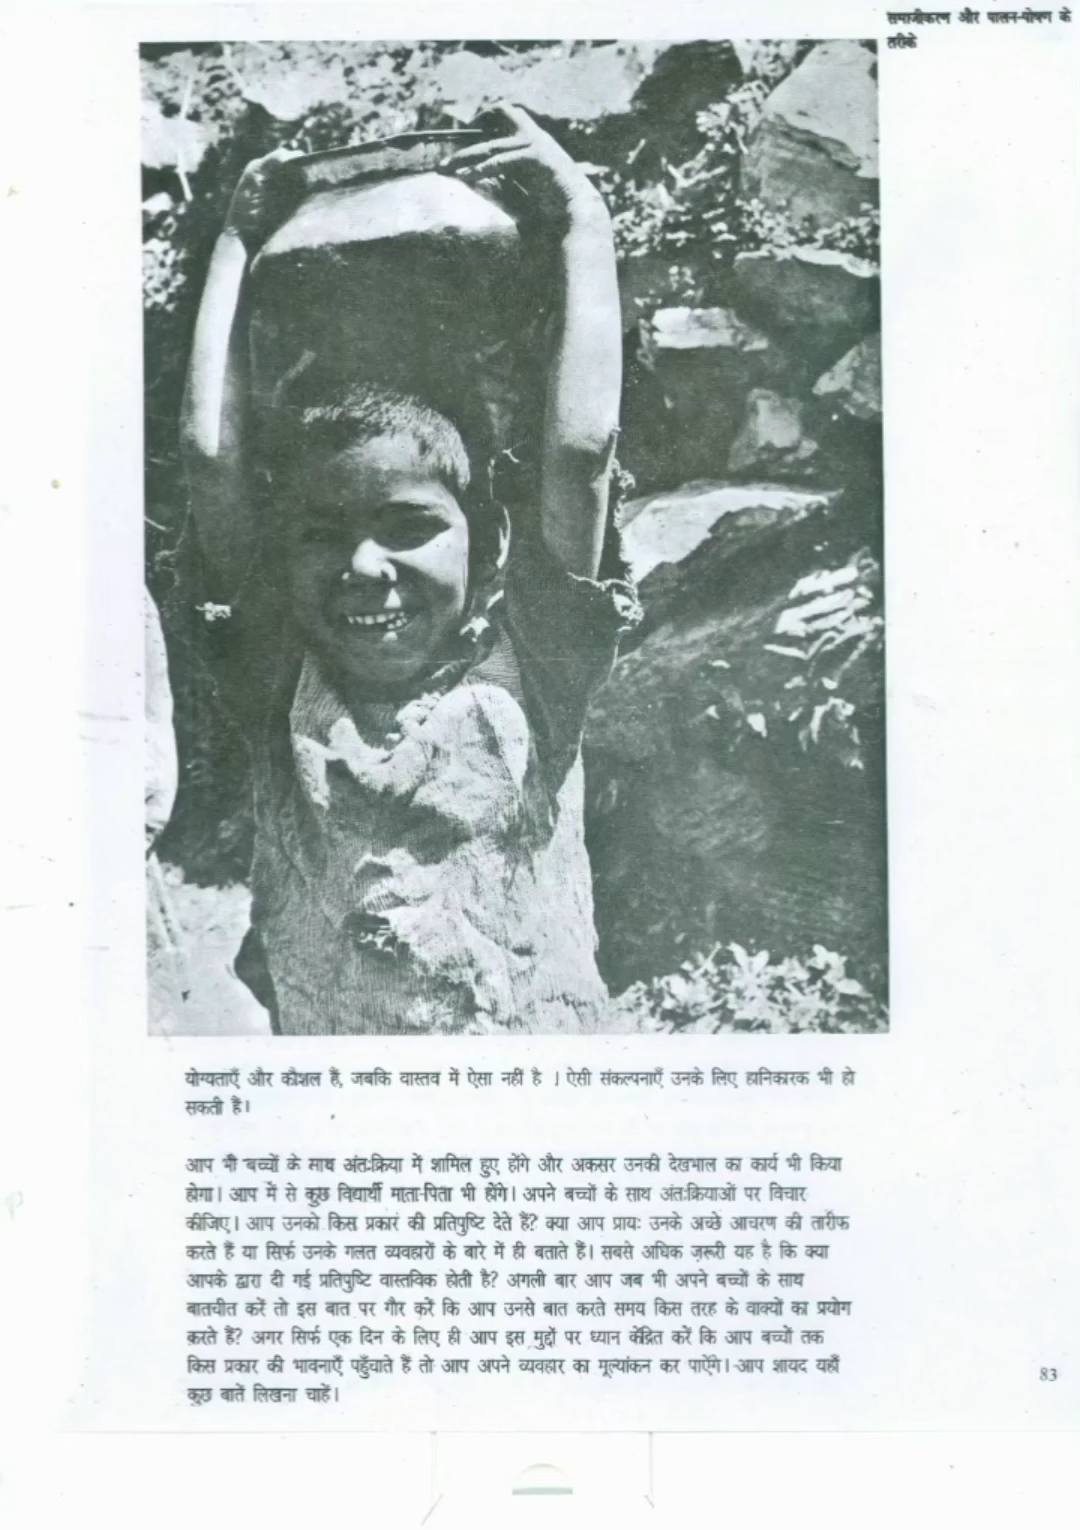 समाजीकरण और पालन-पोषण के
तरीके
योग्यताएँ और कौशल हैं, जबकि वास्तव में ऐसा नहीं है । ऐसी संकल्पनाएँ उनके लिए हानिकारक भी हो
सकती हैं।
आप भी बच्चों के साथ अंतःक्रिया में शामिल हुए होंगे और अकसर उनकी देखभाल का कार्य भी किया
होगा। आप में से कुछ विद्यार्थी माता-पिता भी होंगे। अपने बच्चों के साथ अंतःक्रियाओं पर विचार
कीजिए। आप उनको किस प्रकार की प्रतिपुष्टि देते हैं? क्या आप प्रायः उनके अच्छे आचरण की तारीफ
करते हैं या सिर्फ उनके गलत व्यवहारों के बारे में ही बताते हैं। सबसे अधिक ज़रूरी यह है कि क्या
आपके द्वारा दी गई प्रतिपुष्टि वास्तविक होती है? अगली बार आप जब भी अपने बच्चों के साथ
बातचीत करें तो इस बात पर गौर करें कि आप उनसे बात करते समय किस तरह के वाक्यों का प्रयोग
करते हैं? अगर सिर्फ एक दिन के लिए ही आप इस मुद्दों पर ध्यान केंद्रित करें कि आप बच्चों तक
किस प्रकार की भावनाएँ पहुँचाते हैं तो आप अपने व्यवहार का मूल्यांकन कर पाऐंगे। आप शायद यहाँ
कुछ बातें लिखना चाहें।
83